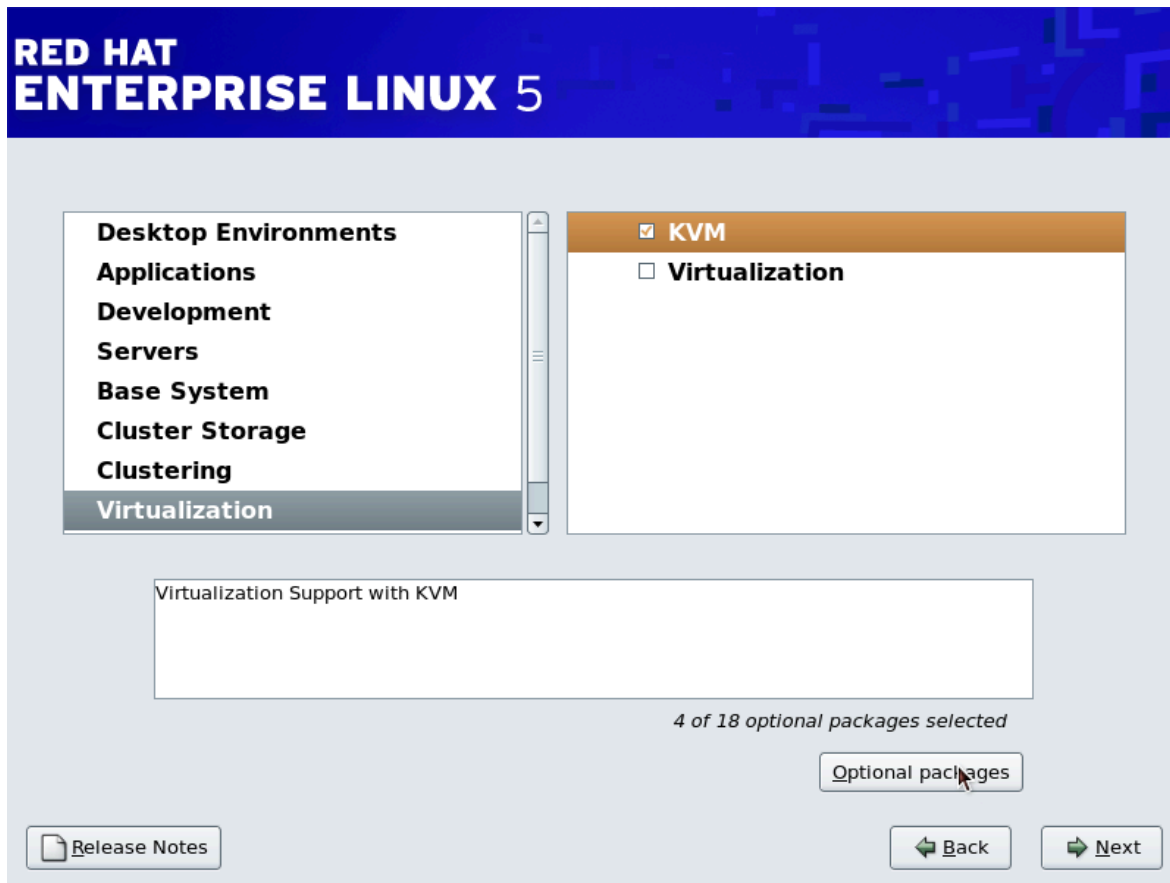 RED HAT
ENTERPRISE LINUX 5
Desktop Environments
Applications
Development
Servers
Base System
Cluster Storage
Clustering
Virtualization
KVM
Virtualization
Virtualization Support with KVM
4 of 18 optional packages selected
Optional packages
Release Notes
Back
Next